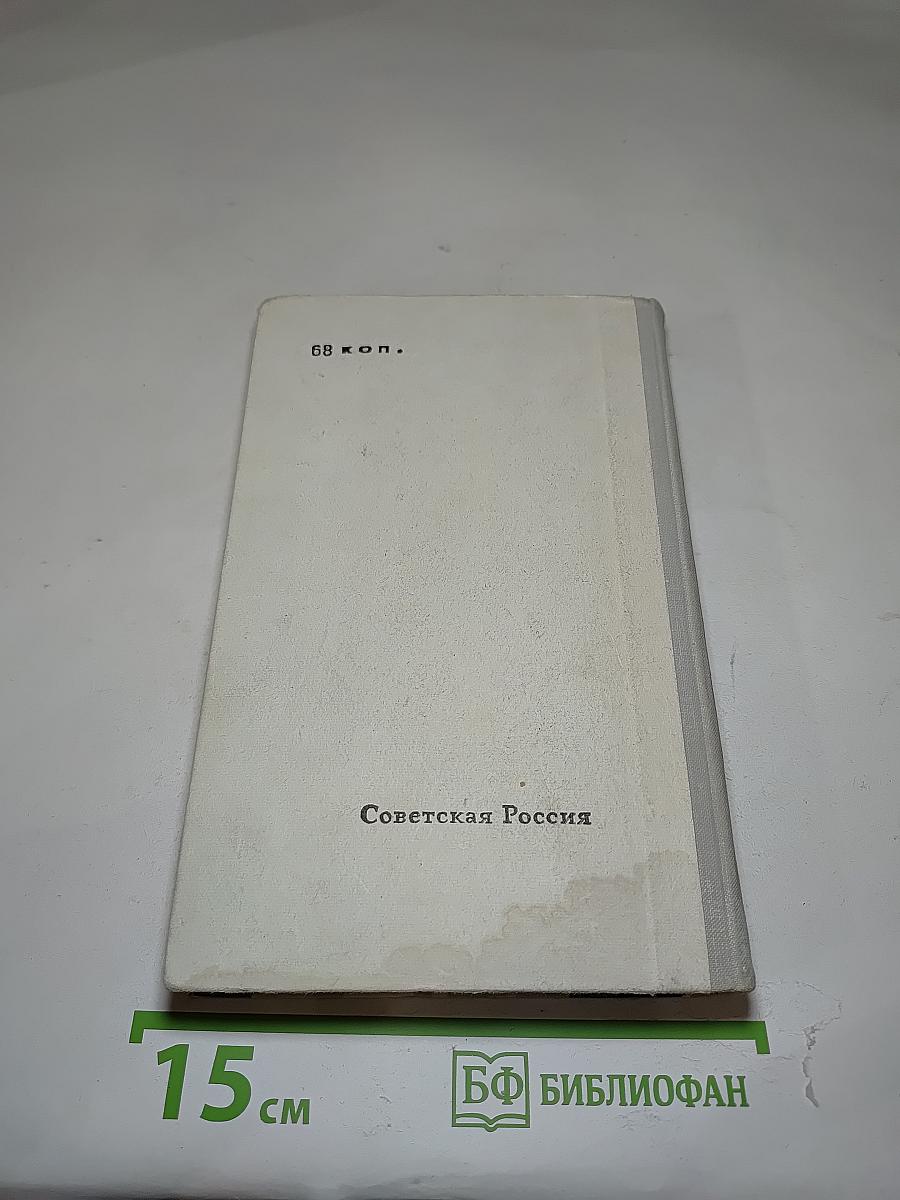 68 коп.
Советская Россия
15 см
БФ БИБЛИОФАН